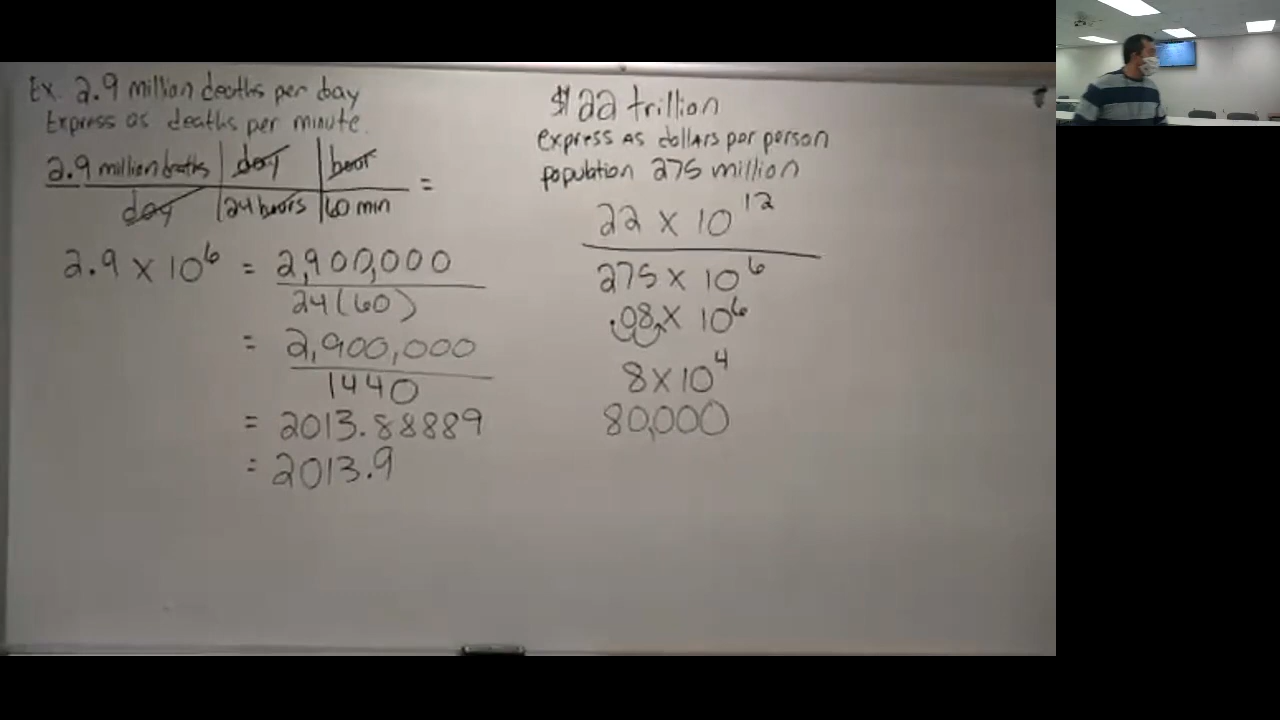 Ex. 2.9 million deaths per day
Express as deaths per minute.
2.9 million deaths | day | hour
day | 24 hours | 60 min =
2.9 x 10^6 = 2,900,000
24(60)
= 2,900,000
1440
= 2013.88889
= 2013.9
$22 trillion
express as dollars per person
population 275 million
22 x 10^12
275 x 10^6
.08 x 10^6
8 x 10^4
80,000